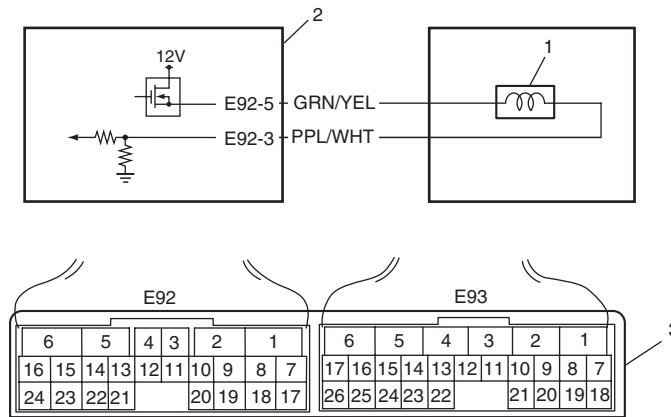 2
1
12V
E92-5 GRN/YEL
E92-3 PPL/WHT
E92 E93
3
6 5 4 3 2 1 6 5 4 3 2 1
16 15 14 13 12 11 10 9 8 7 17 16 15 14 13 12 11 10 9 8 7
24 23 22 21 20 19 18 17 26 25 24 23 22 21 20 19 18